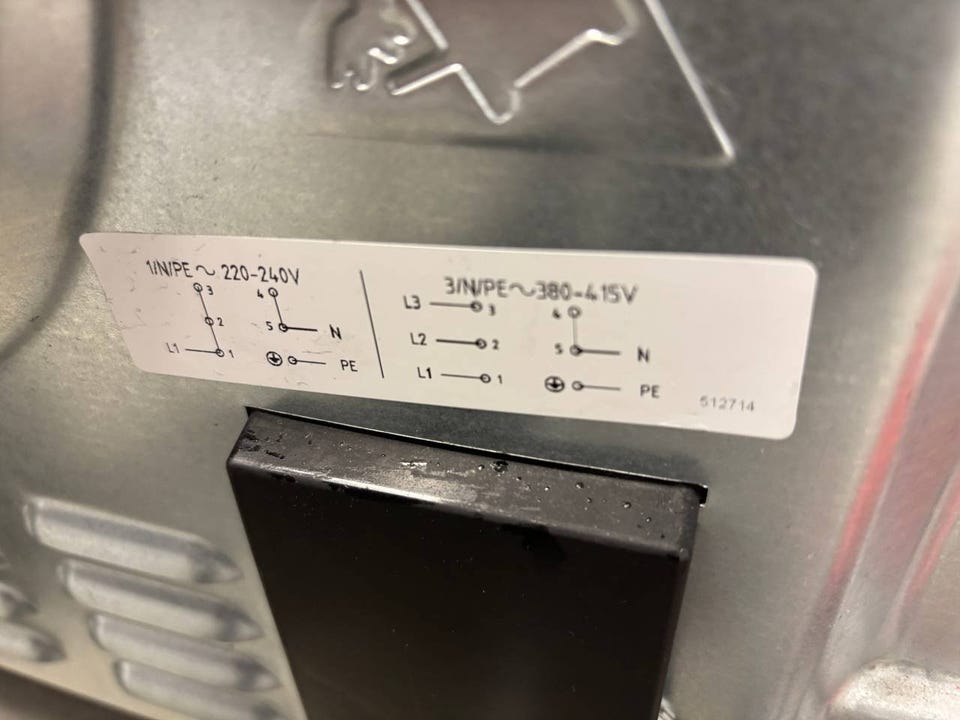 1/N/PE ~ 220-240V
3
4
2
5 N
L1 1
PE
3/N/PE~380-415V
L3 3
4
L2 2
5 N
L1 1
PE
512714